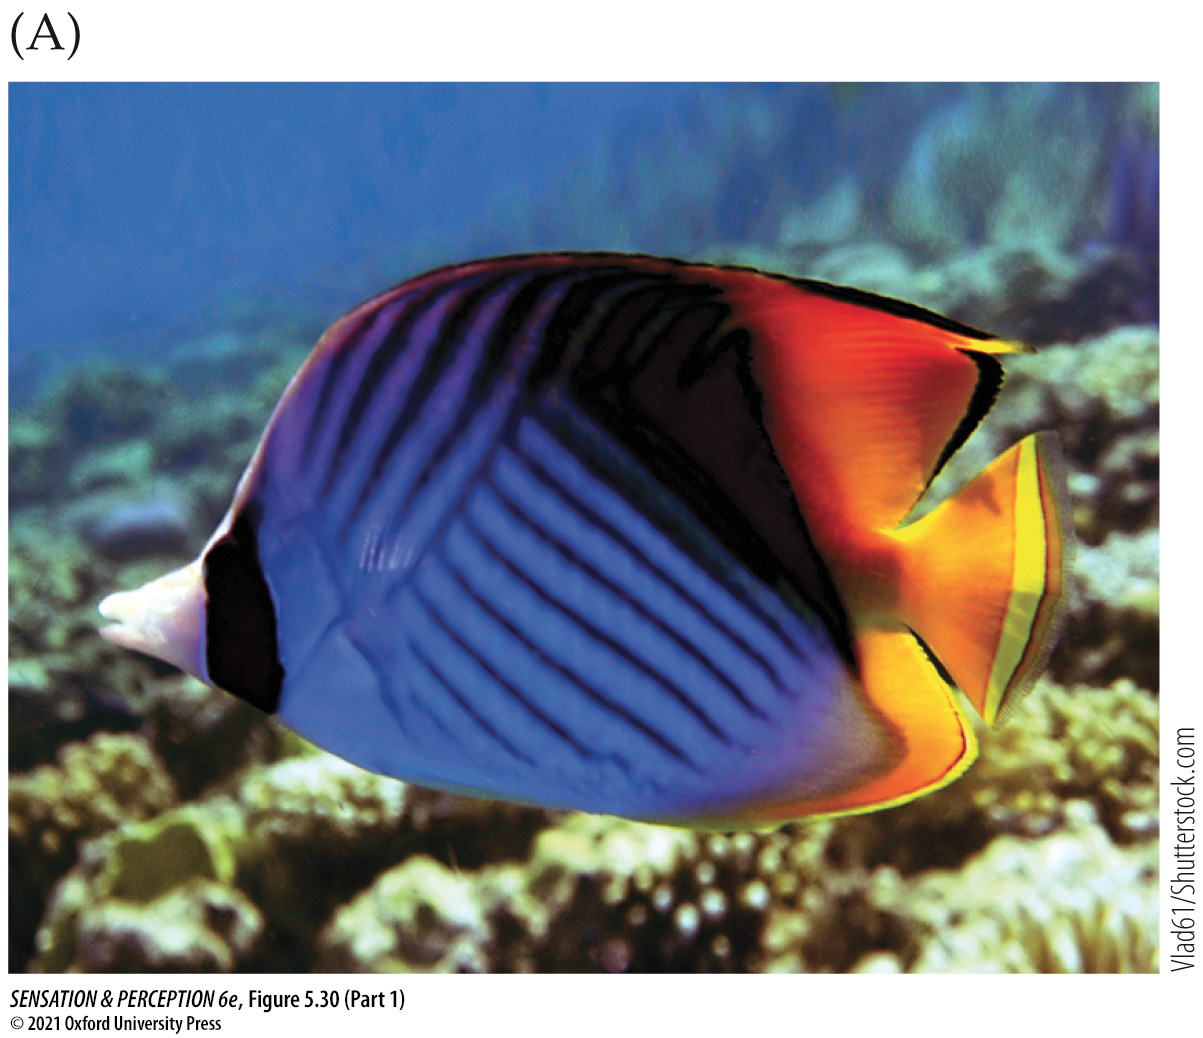 (A)
Vlad61/Shutterstock.com
SENSATION & PERCEPTION 6e, Figure 5.30 (Part 1)
© 2021 Oxford University Press